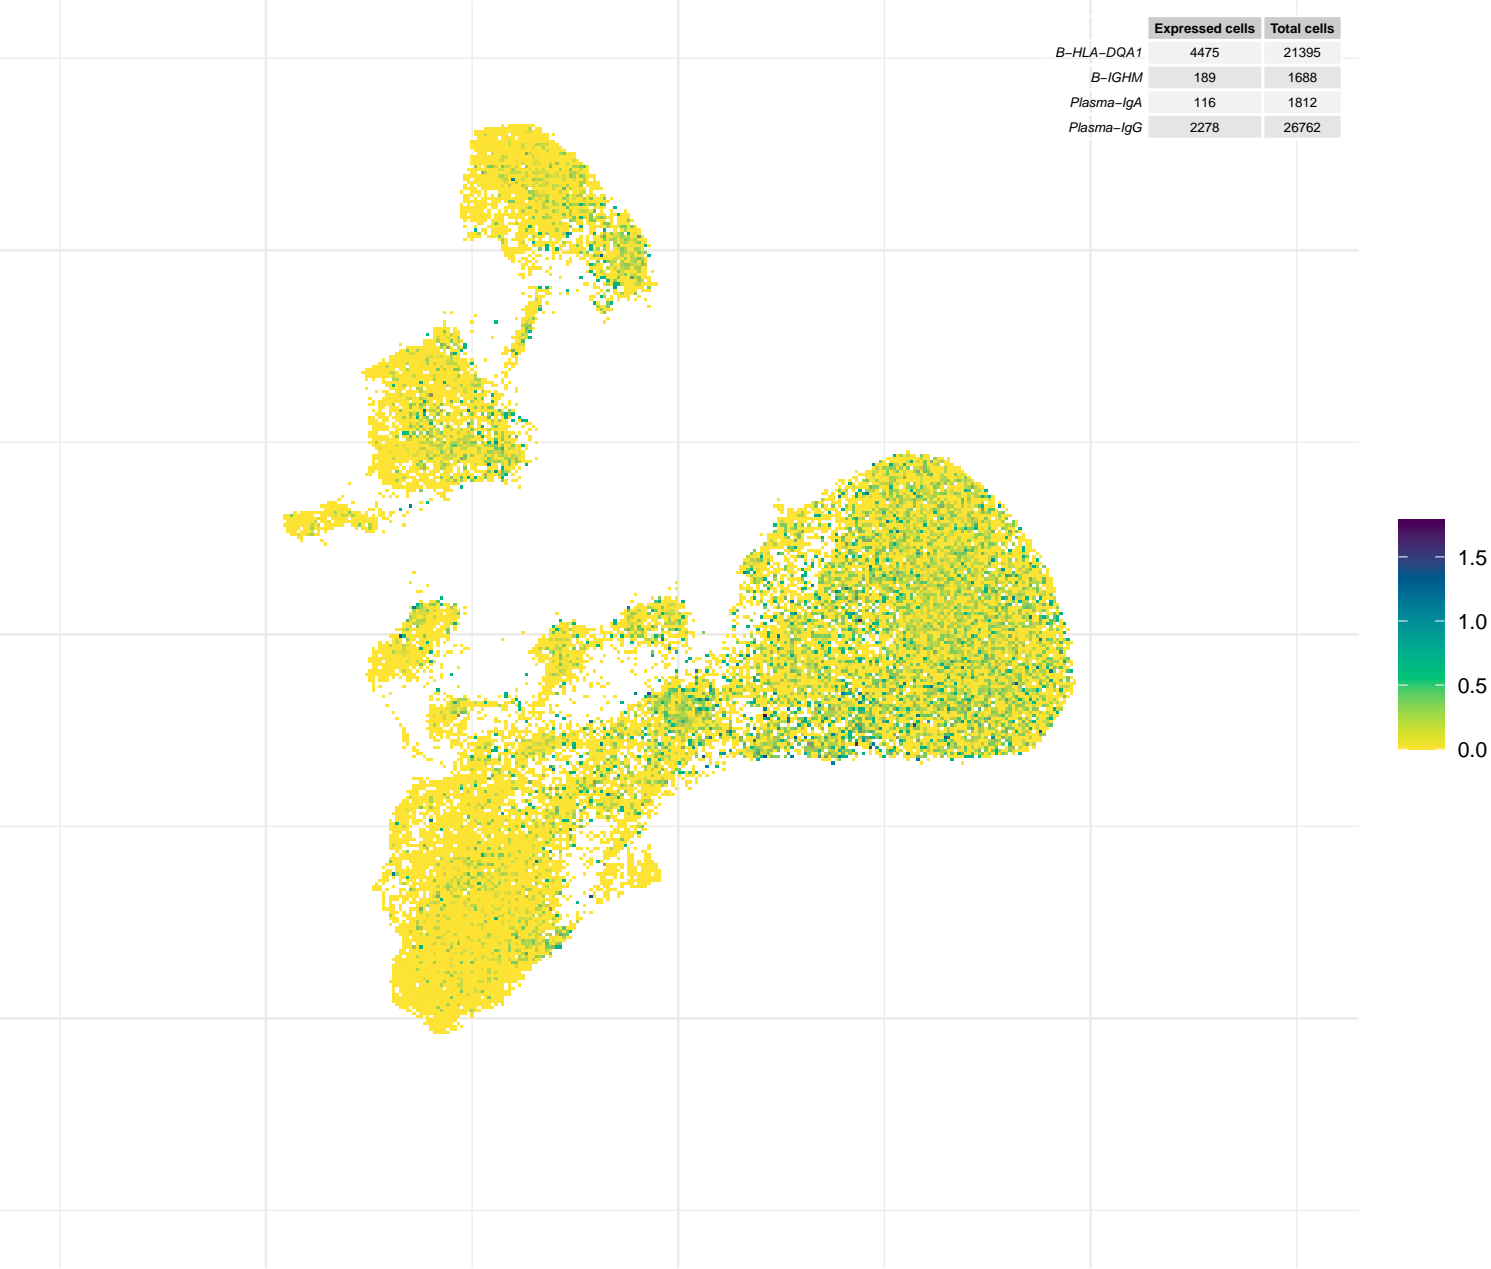 Expressed cells Total cells
B−HLA−DQA1 4475 21395
B−IGHM 189 1688
Plasma−IgA 116 1812
Plasma−IgG 2278 26762
1.5
1.0
0.5
0.0